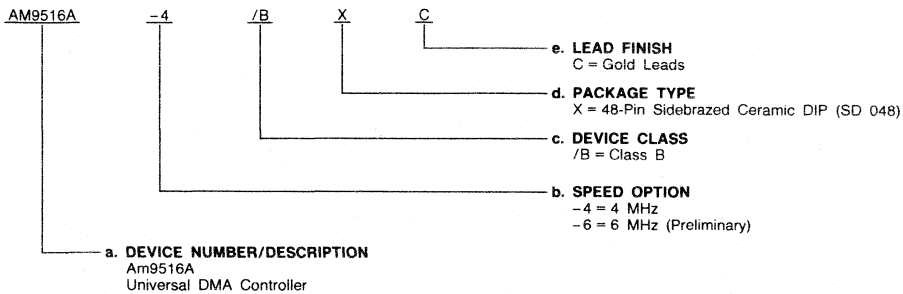 AM9516A -4 /B X C
e. LEAD FINISH
C = Gold Leads
d. PACKAGE TYPE
X = 48-Pin Sidebrazed Ceramic DIP (SD 048)
c. DEVICE CLASS
/B = Class B
b. SPEED OPTION
-4 = 4 MHz
-6 = 6 MHz (Preliminary)
a. DEVICE NUMBER/DESCRIPTION
Am9516A
Universal DMA Controller